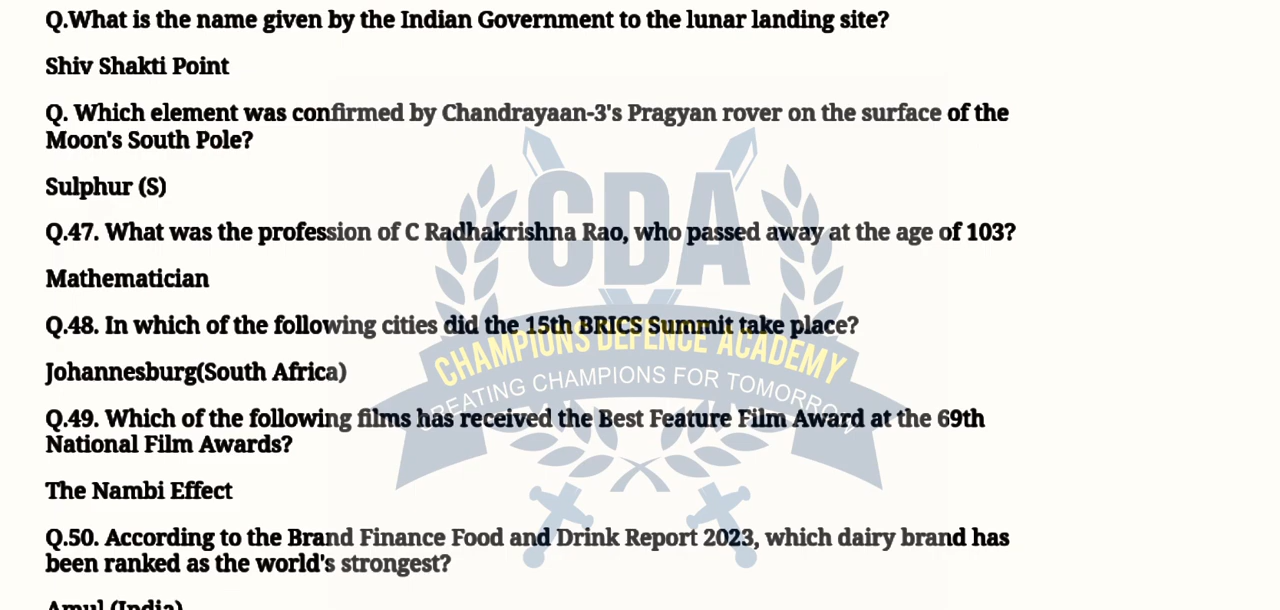 Q.What is the name given by the Indian Government to the lunar landing site?
Shiv Shakti Point
Q. Which element was confirmed by Chandrayaan-3's Pragyan rover on the surface of the
Moon's South Pole?
Sulphur (S)
Q.47. What was the profession of C Radhakrishna Rao, who passed away at the age of 103?
Mathematician
Q.48. In which of the following cities did the 15th BRICS Summit take place?
Johannesburg(South Africa)
Q.49. Which of the following films has received the Best Feature Film Award at the 69th
National Film Awards?
The Nambi Effect
Q.50. According to the Brand Finance Food and Drink Report 2023, which dairy brand has
been ranked as the world's strongest?
Amul (India)
CDA
CHAMPIONS DEFENCE ACADEMY
CREATING CHAMPIONS FOR TOMORROW